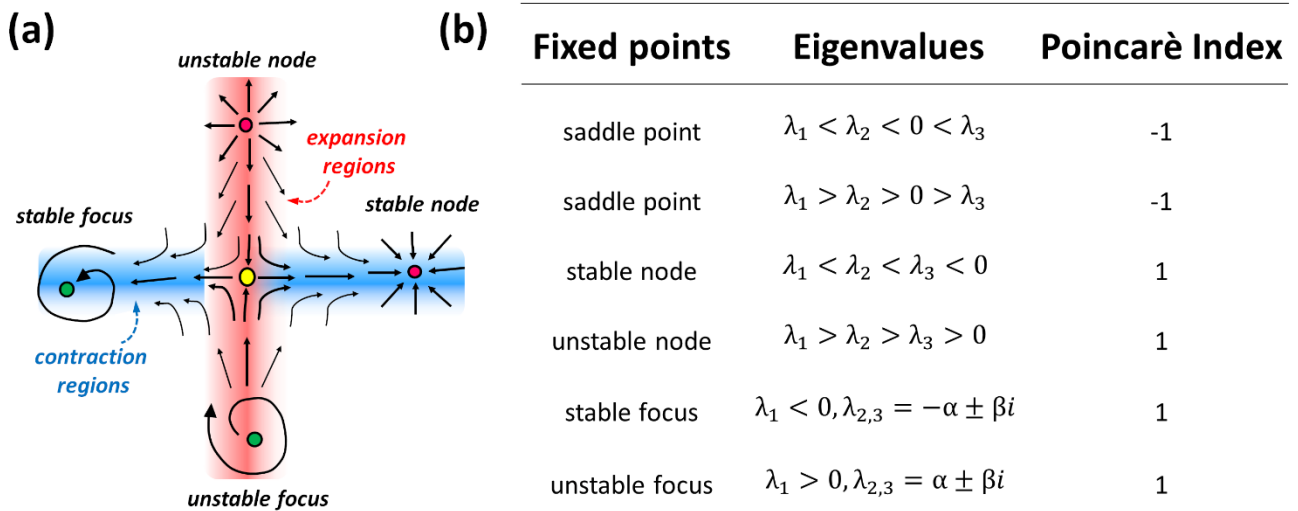 (a)
unstable node
expansion
regions
stable focus
stable node
contraction
regions
unstable focus
(b)
Fixed points Eigenvalues Poincarè Index
saddle point λ₁ < λ₂ < 0 < λ₃ -1
saddle point λ₁ > λ₂ > 0 > λ₃ -1
stable node λ₁ < λ₂ < λ₃ < 0 1
unstable node λ₁ > λ₂ > λ₃ > 0 1
stable focus λ₁ < 0, λ₂,₃ = −α ± βi 1
unstable focus λ₁ > 0, λ₂,₃ = α ± βi 1